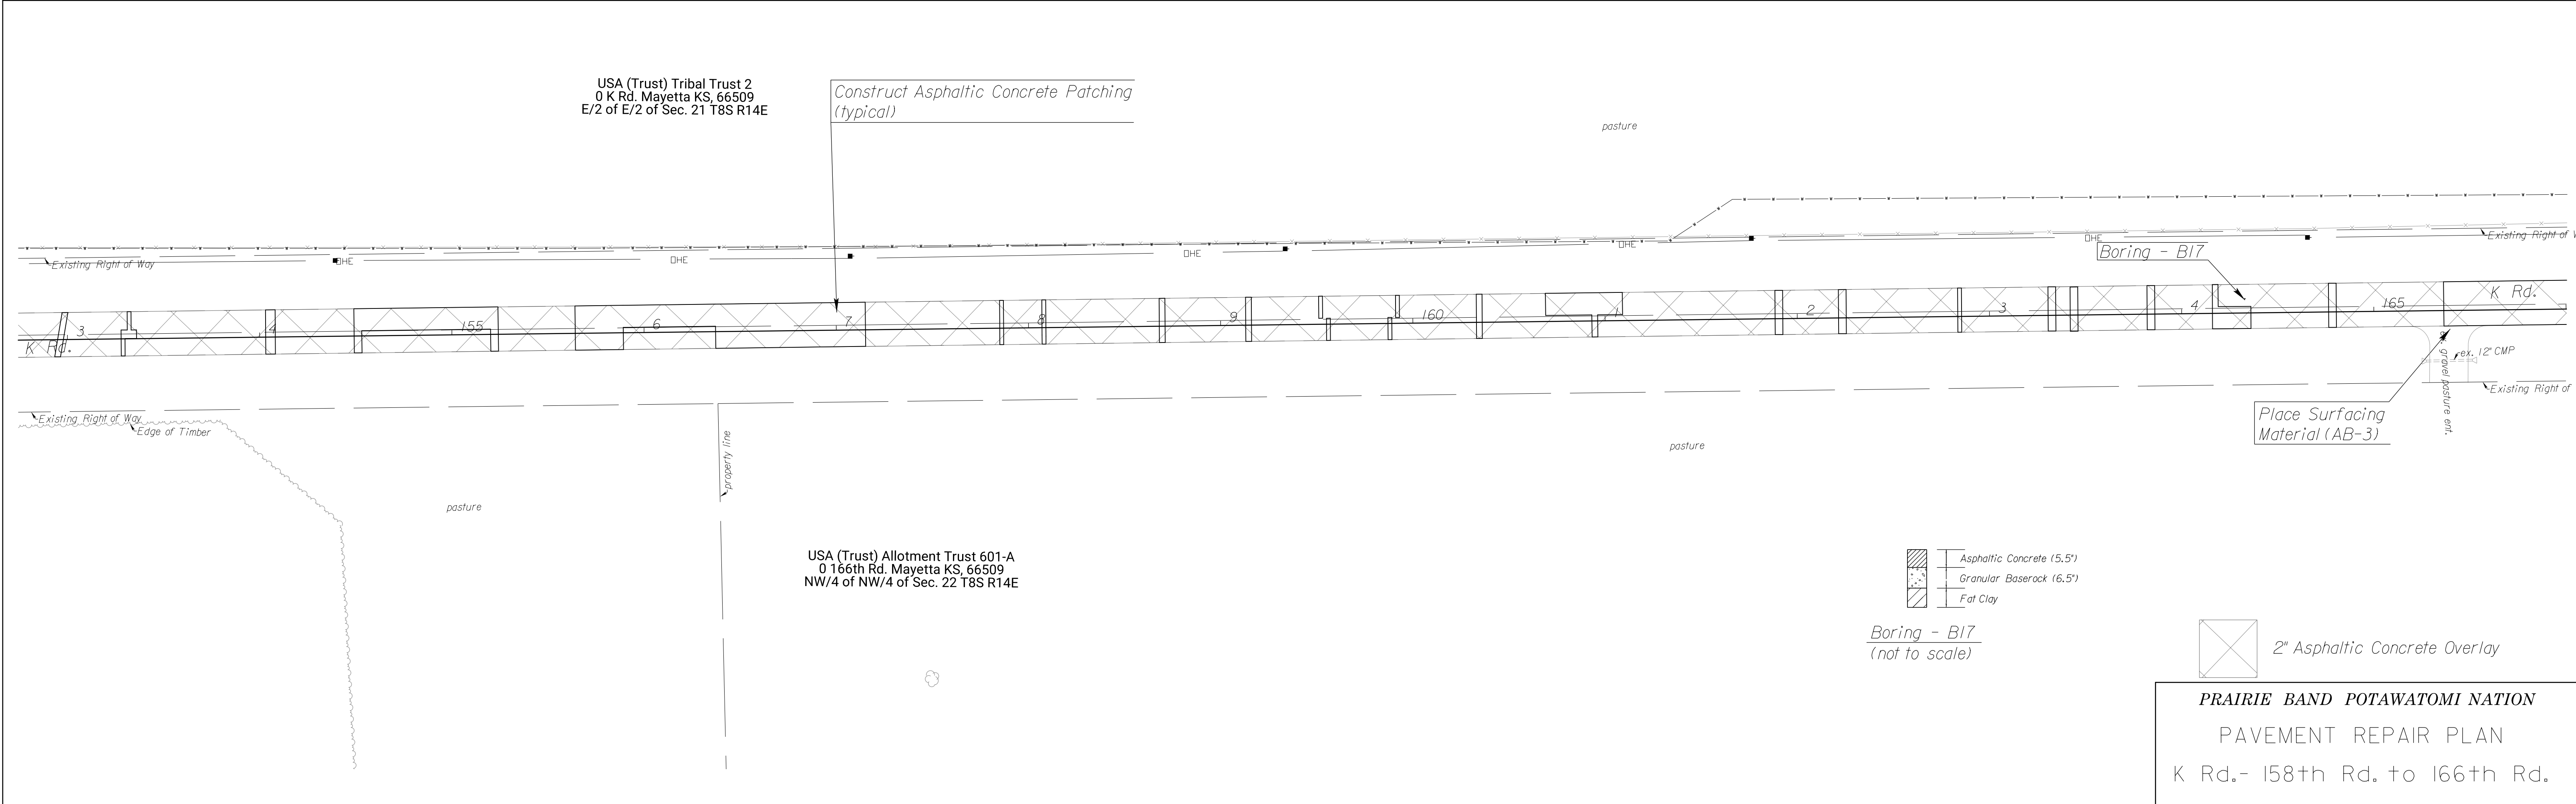 USA (Trust) Tribal Trust 2
0 K Rd. Mayetta KS, 66509
E/2 of E/2 of Sec. 21 T8S R14E
Construct Asphaltic Concrete Patching
(typical)
pasture
Existing Right of Way
OHE
OHE
OHE
OHE
OHE
Existing Right of W
Boring - B17
3
4
155
6
7
8
9
160
1
2
3
4
165
K Rd.
K Rd.
ex. 12" CMP
gravel pasture ent.
Existing Right of Way
Edge of Timber
Existing Right of
Place Surfacing
Material (AB-3)
property line
pasture
pasture
USA (Trust) Allotment Trust 601-A
0 166th Rd. Mayetta KS, 66509
NW/4 of NW/4 of Sec. 22 T8S R14E
Asphaltic Concrete (5.5")
Granular Baserock (6.5")
Fat Clay
Boring - B17
(not to scale)
2" Asphaltic Concrete Overlay
PRAIRIE BAND POTAWATOMI NATION
PAVEMENT REPAIR PLAN
K Rd.- 158th Rd. to 166th Rd.